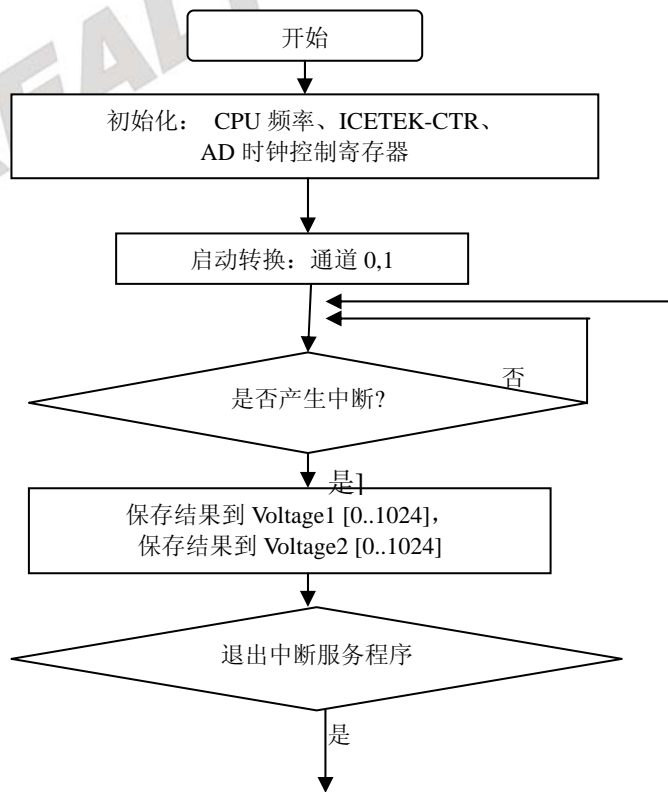 开始
初始化： CPU 频率、ICETEK-CTR、
AD 时钟控制寄存器
启动转换：通道 0,1
是否产生中断?
否
是]
保存结果到 Voltage1 [0..1024]，
保存结果到 Voltage2 [0..1024]
退出中断服务程序
是